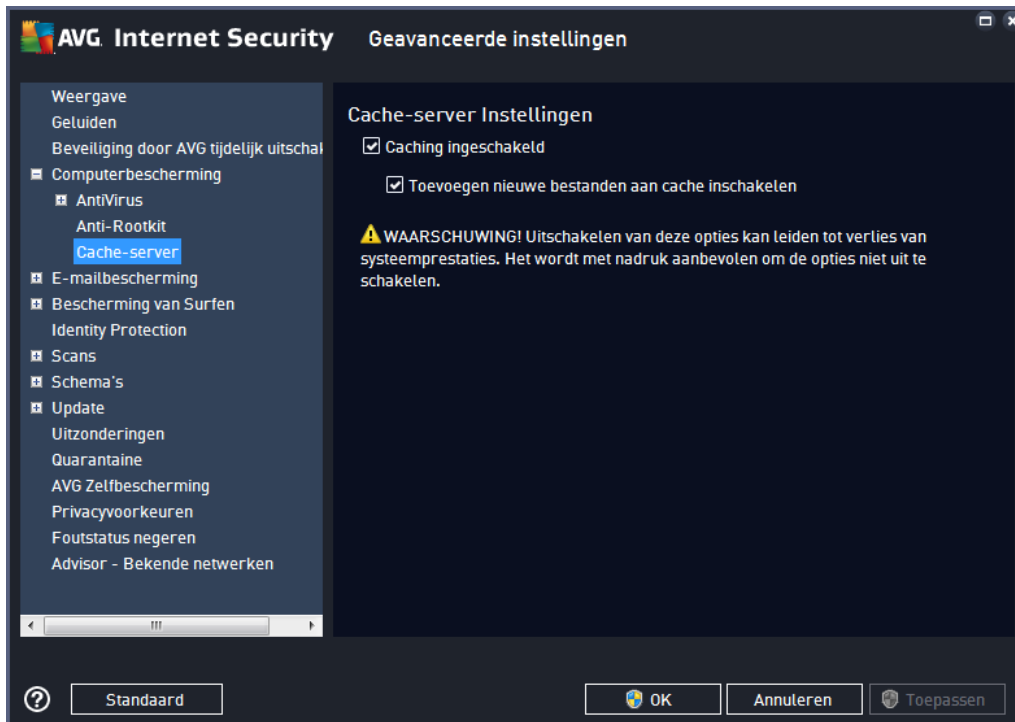 AVG. Internet Security Geavanceerde instellingen
Weergave
Geluiden
Beveiliging door AVG tijdelijk uitschak
Computerbescherming
AntiVirus
Anti-Rootkit
Cache-server
E-mailbescherming
Bescherming van Surfen
Identity Protection
Scans
Schema's
Update
Uitzonderingen
Quarantaine
AVG Zelfbescherming
Privacyvoorkeuren
Foutstatus negeren
Advisor - Bekende netwerken
Cache-server Instellingen
Caching ingeschakeld
Toevoegen nieuwe bestanden aan cache inschakelen
WAARSCHUWING! Uitschakelen van deze opties kan leiden tot verlies van
systeemprestaties. Het wordt met nadruk aanbevolen om de opties niet uit te
schakelen.
? Standaard OK Annuleren Toepassen